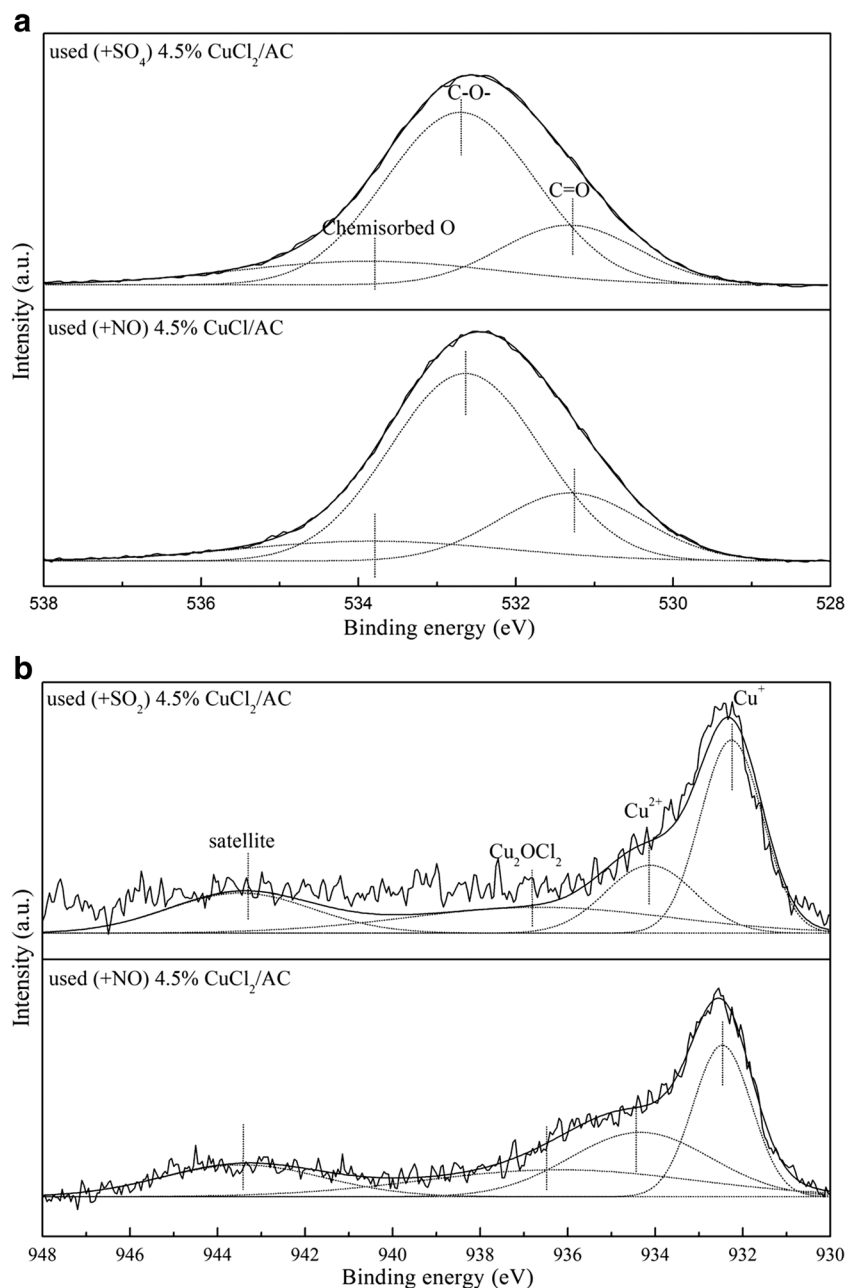 a
used (+SO₄) 4.5% CuCl₂/AC
C-O-
C=O
Chemisorbed O
used (+NO) 4.5% CuCl/AC
Intensity (a.u.)
538 536 534 532 530 528
Binding energy (eV)
b
used (+SO₂) 4.5% CuCl₂/AC
Cu⁺
Cu²⁺
Cu₂OCl₂
satellite
used (+NO) 4.5% CuCl₂/AC
Intensity (a.u.)
948 946 944 942 940 938 936 934 932 930
Binding energy (eV)